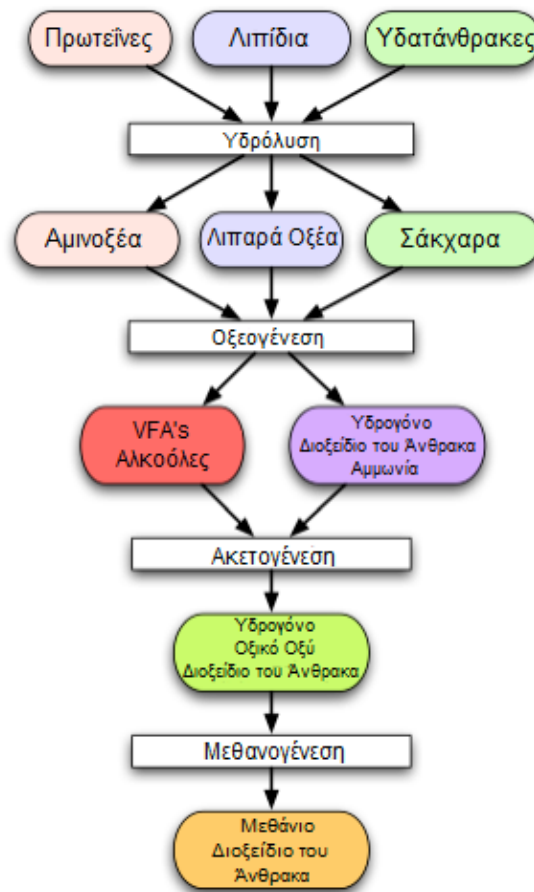 Πρωτεΐνες
Λιπίδια
Υδατάνθρακες
Υδρόλυση
Αμινοξέα
Λιπαρά Οξέα
Σάκχαρα
Οξεογένεση
VFA's
Αλκοόλες
Υδρογόνο
Διοξείδιο του Άνθρακα
Αμμωνία
Ακετογένεση
Υδρογόνο
Οξικό Οξύ
Διοξείδιο του Άνθρακα
Μεθανογένεση
Μεθάνιο
Διοξείδιο του
Άνθρακα